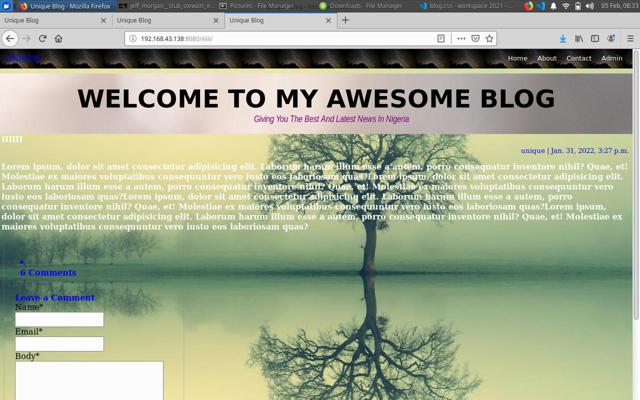 Unique Blog - Mozilla Firefox
Pictures - File Manager
Downloads - File Manager
blog.css - workspace 2021 -
05 Feb, 08:33
Unique Blog
Unique Blog
Unique Blog
192.168.43.138:8080/iiiiii/
Home About Contact Admin
WELCOME TO MY AWESOME BLOG
Giving You The Best And Latest News In Nigeria
unique | Jan. 31, 2022, 3:27 p.m.
Lorem ipsum, dolor sit amet consectetur adipisicing elit. Laborum harum illum esse a autem, porro consequatur inventore nihil? Quae, et!
Molestiae ex maiores voluptatibus consequuntur vero iusto eos laboriosam quas?Lorem ipsum, dolor sit amet consectetur adipisicing elit.
Laborum harum illum esse a autem, porro consequatur inventore nihil? Quae, et! Molestiae ex maiores voluptatibus consequuntur vero
iusto eos laboriosam quas?Lorem ipsum, dolor sit amet consectetur adipisicing elit. Laborum harum illum esse a autem, porro
consequatur inventore nihil? Quae, et! Molestiae ex maiores voluptatibus consequuntur vero iusto eos laboriosam quas?Lorem ipsum,
dolor sit amet consectetur adipisicing elit. Laborum harum illum esse a autem, porro consequatur inventore nihil? Quae, et! Molestiae ex
maiores voluptatibus consequuntur vero iusto eos laboriosam quas?
6 Comments
Leave a Comment
Name*
Email*
Body*